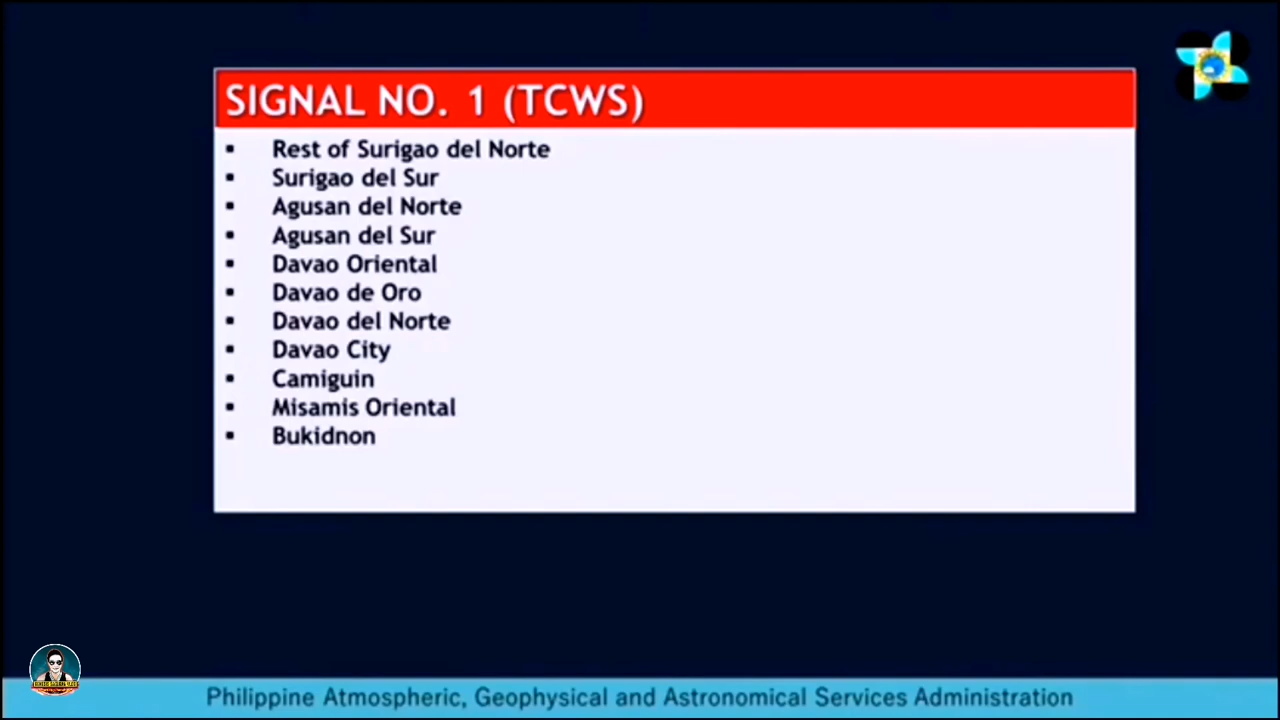 SIGNAL NO. 1 (TCWS)
▪ Rest of Surigao del Norte
▪ Surigao del Sur
▪ Agusan del Norte
▪ Agusan del Sur
▪ Davao Oriental
▪ Davao de Oro
▪ Davao del Norte
▪ Davao City
▪ Camiguin
▪ Misamis Oriental
▪ Bukidnon
Philippine Atmospheric, Geophysical and Astronomical Services Administration